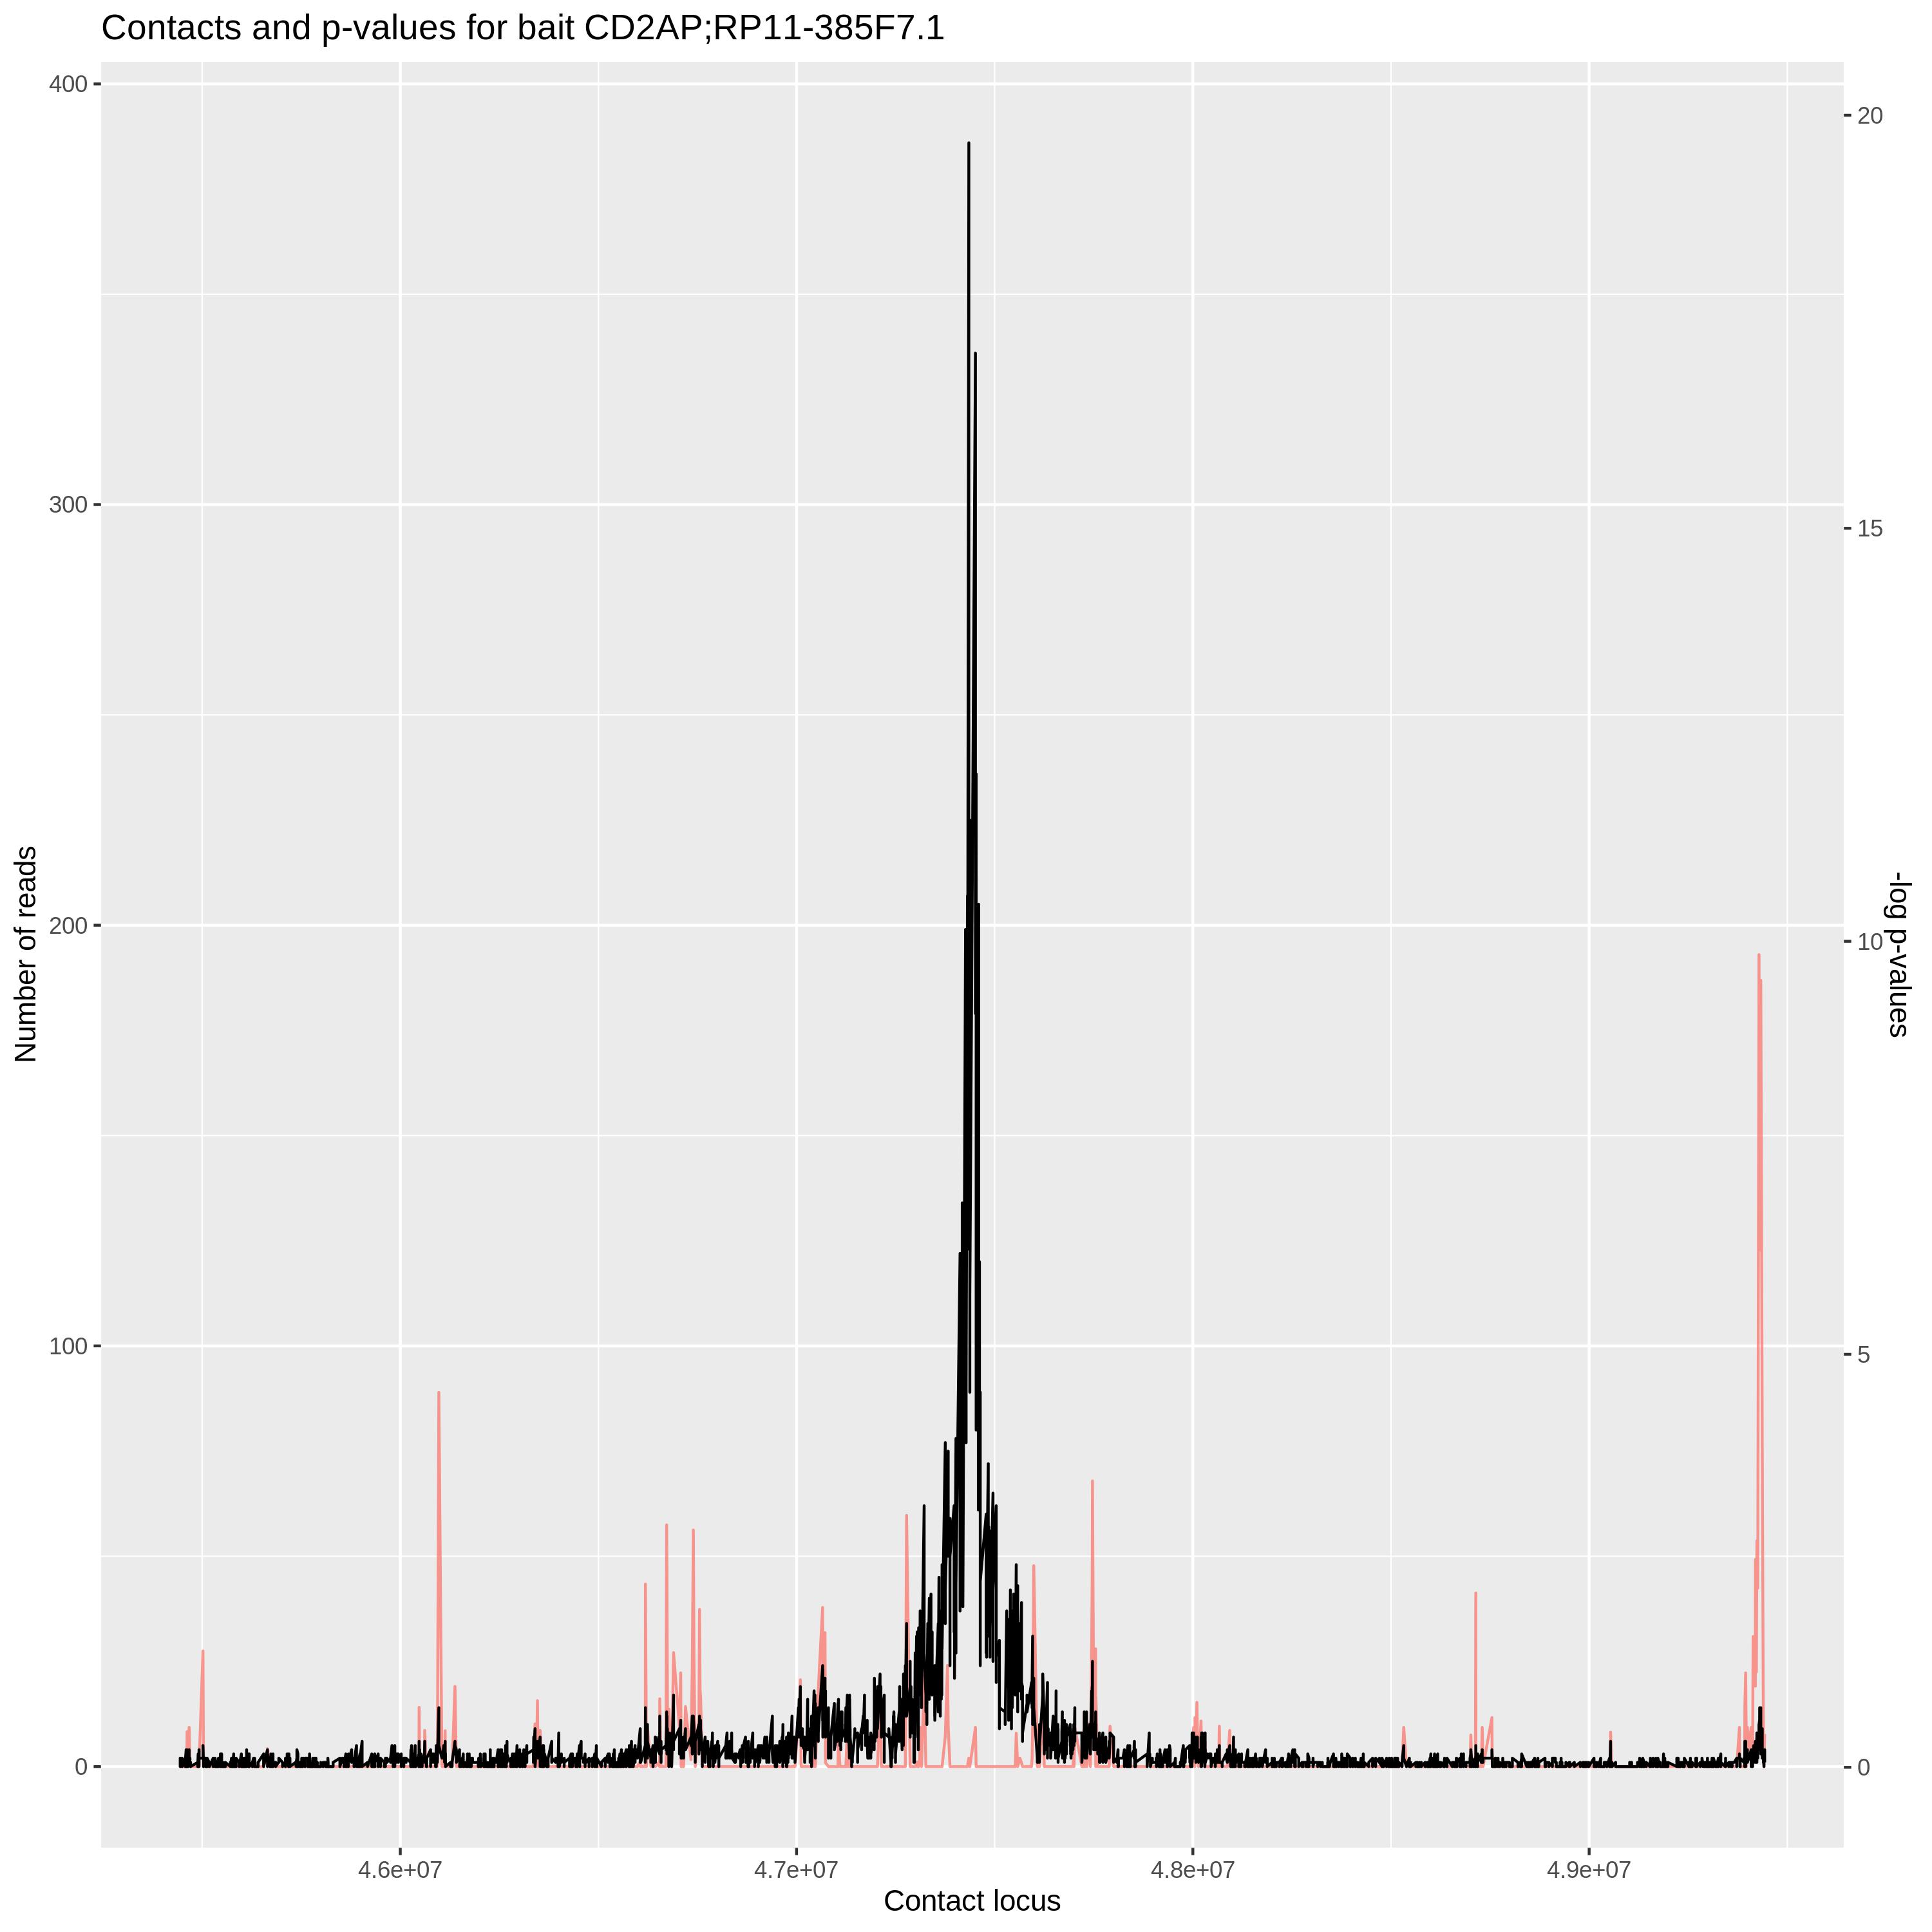 Contacts and p-values for bait CD2AP;RP11-385F7.1
400
300
200
100
0
Number of reads
20
15
10
5
0
-log p-values
4.6e+07
4.7e+07
4.8e+07
4.9e+07
Contact locus